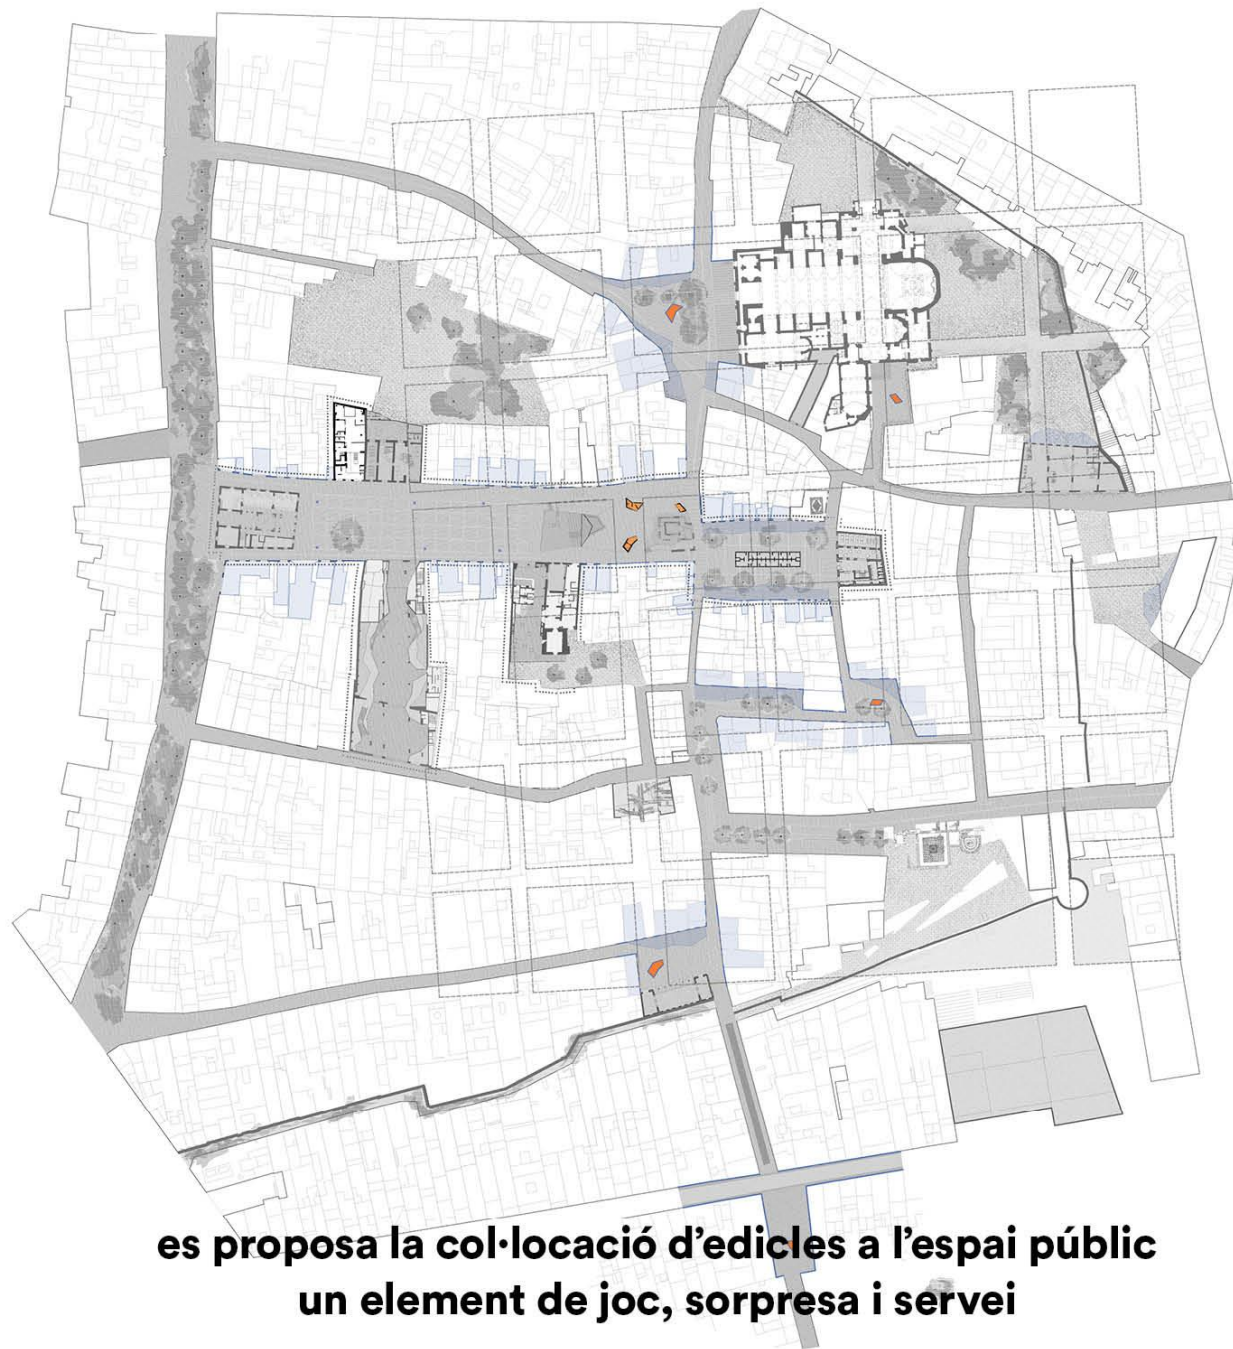 es proposa la col·locació d'edicles a l'espai públic
un element de joc, sorpresa i servei